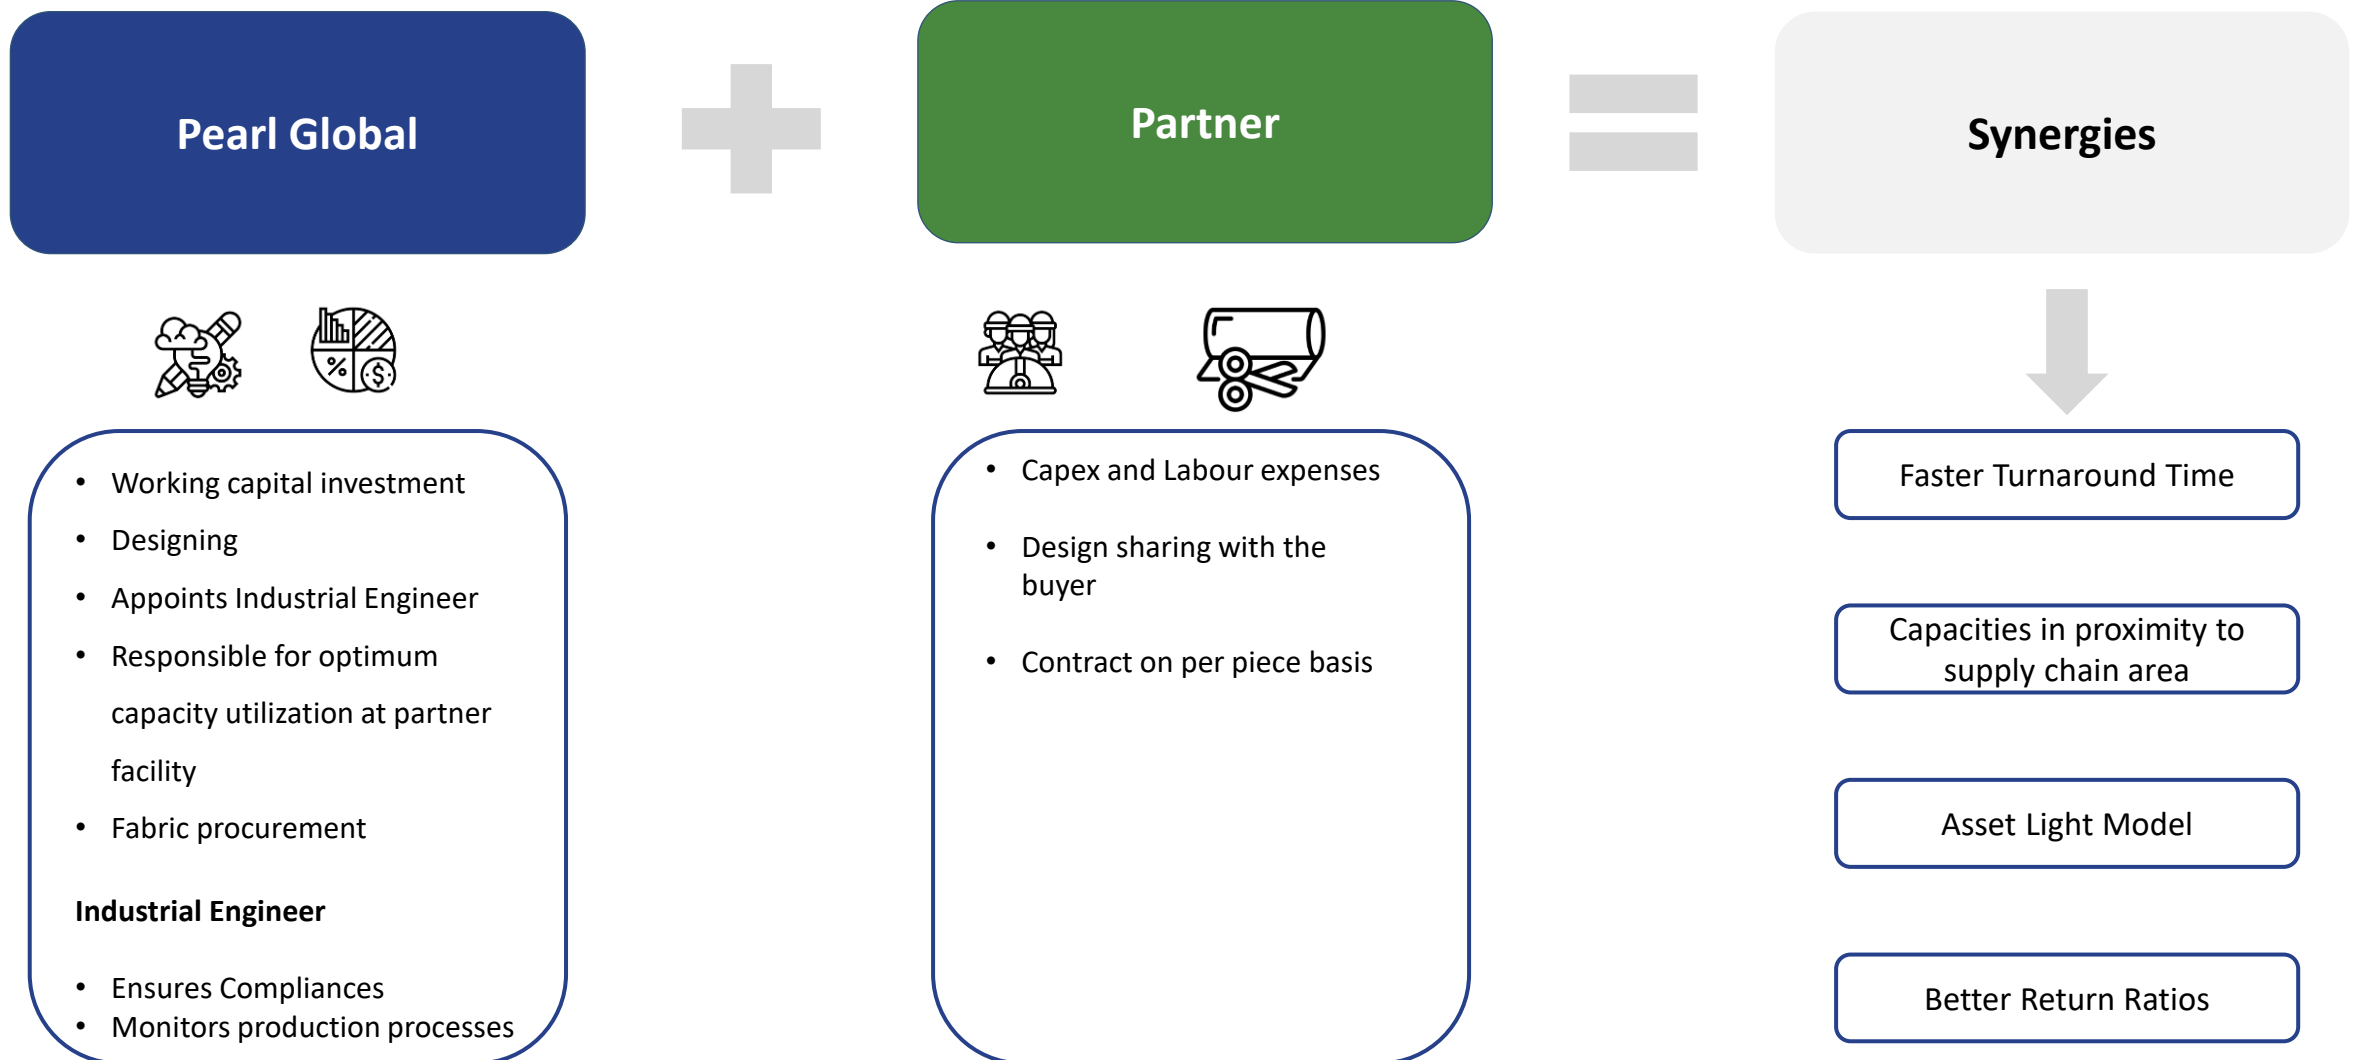 Pearl Global
Partner
Synergies
• Working capital investment
• Designing
• Appoints Industrial Engineer
• Responsible for optimum
capacity utilization at partner
facility
• Fabric procurement
Industrial Engineer
• Ensures Compliances
• Monitors production processes
• Capex and Labour expenses
• Design sharing with the
buyer
• Contract on per piece basis
Faster Turnaround Time
Capacities in proximity to
supply chain area
Asset Light Model
Better Return Ratios